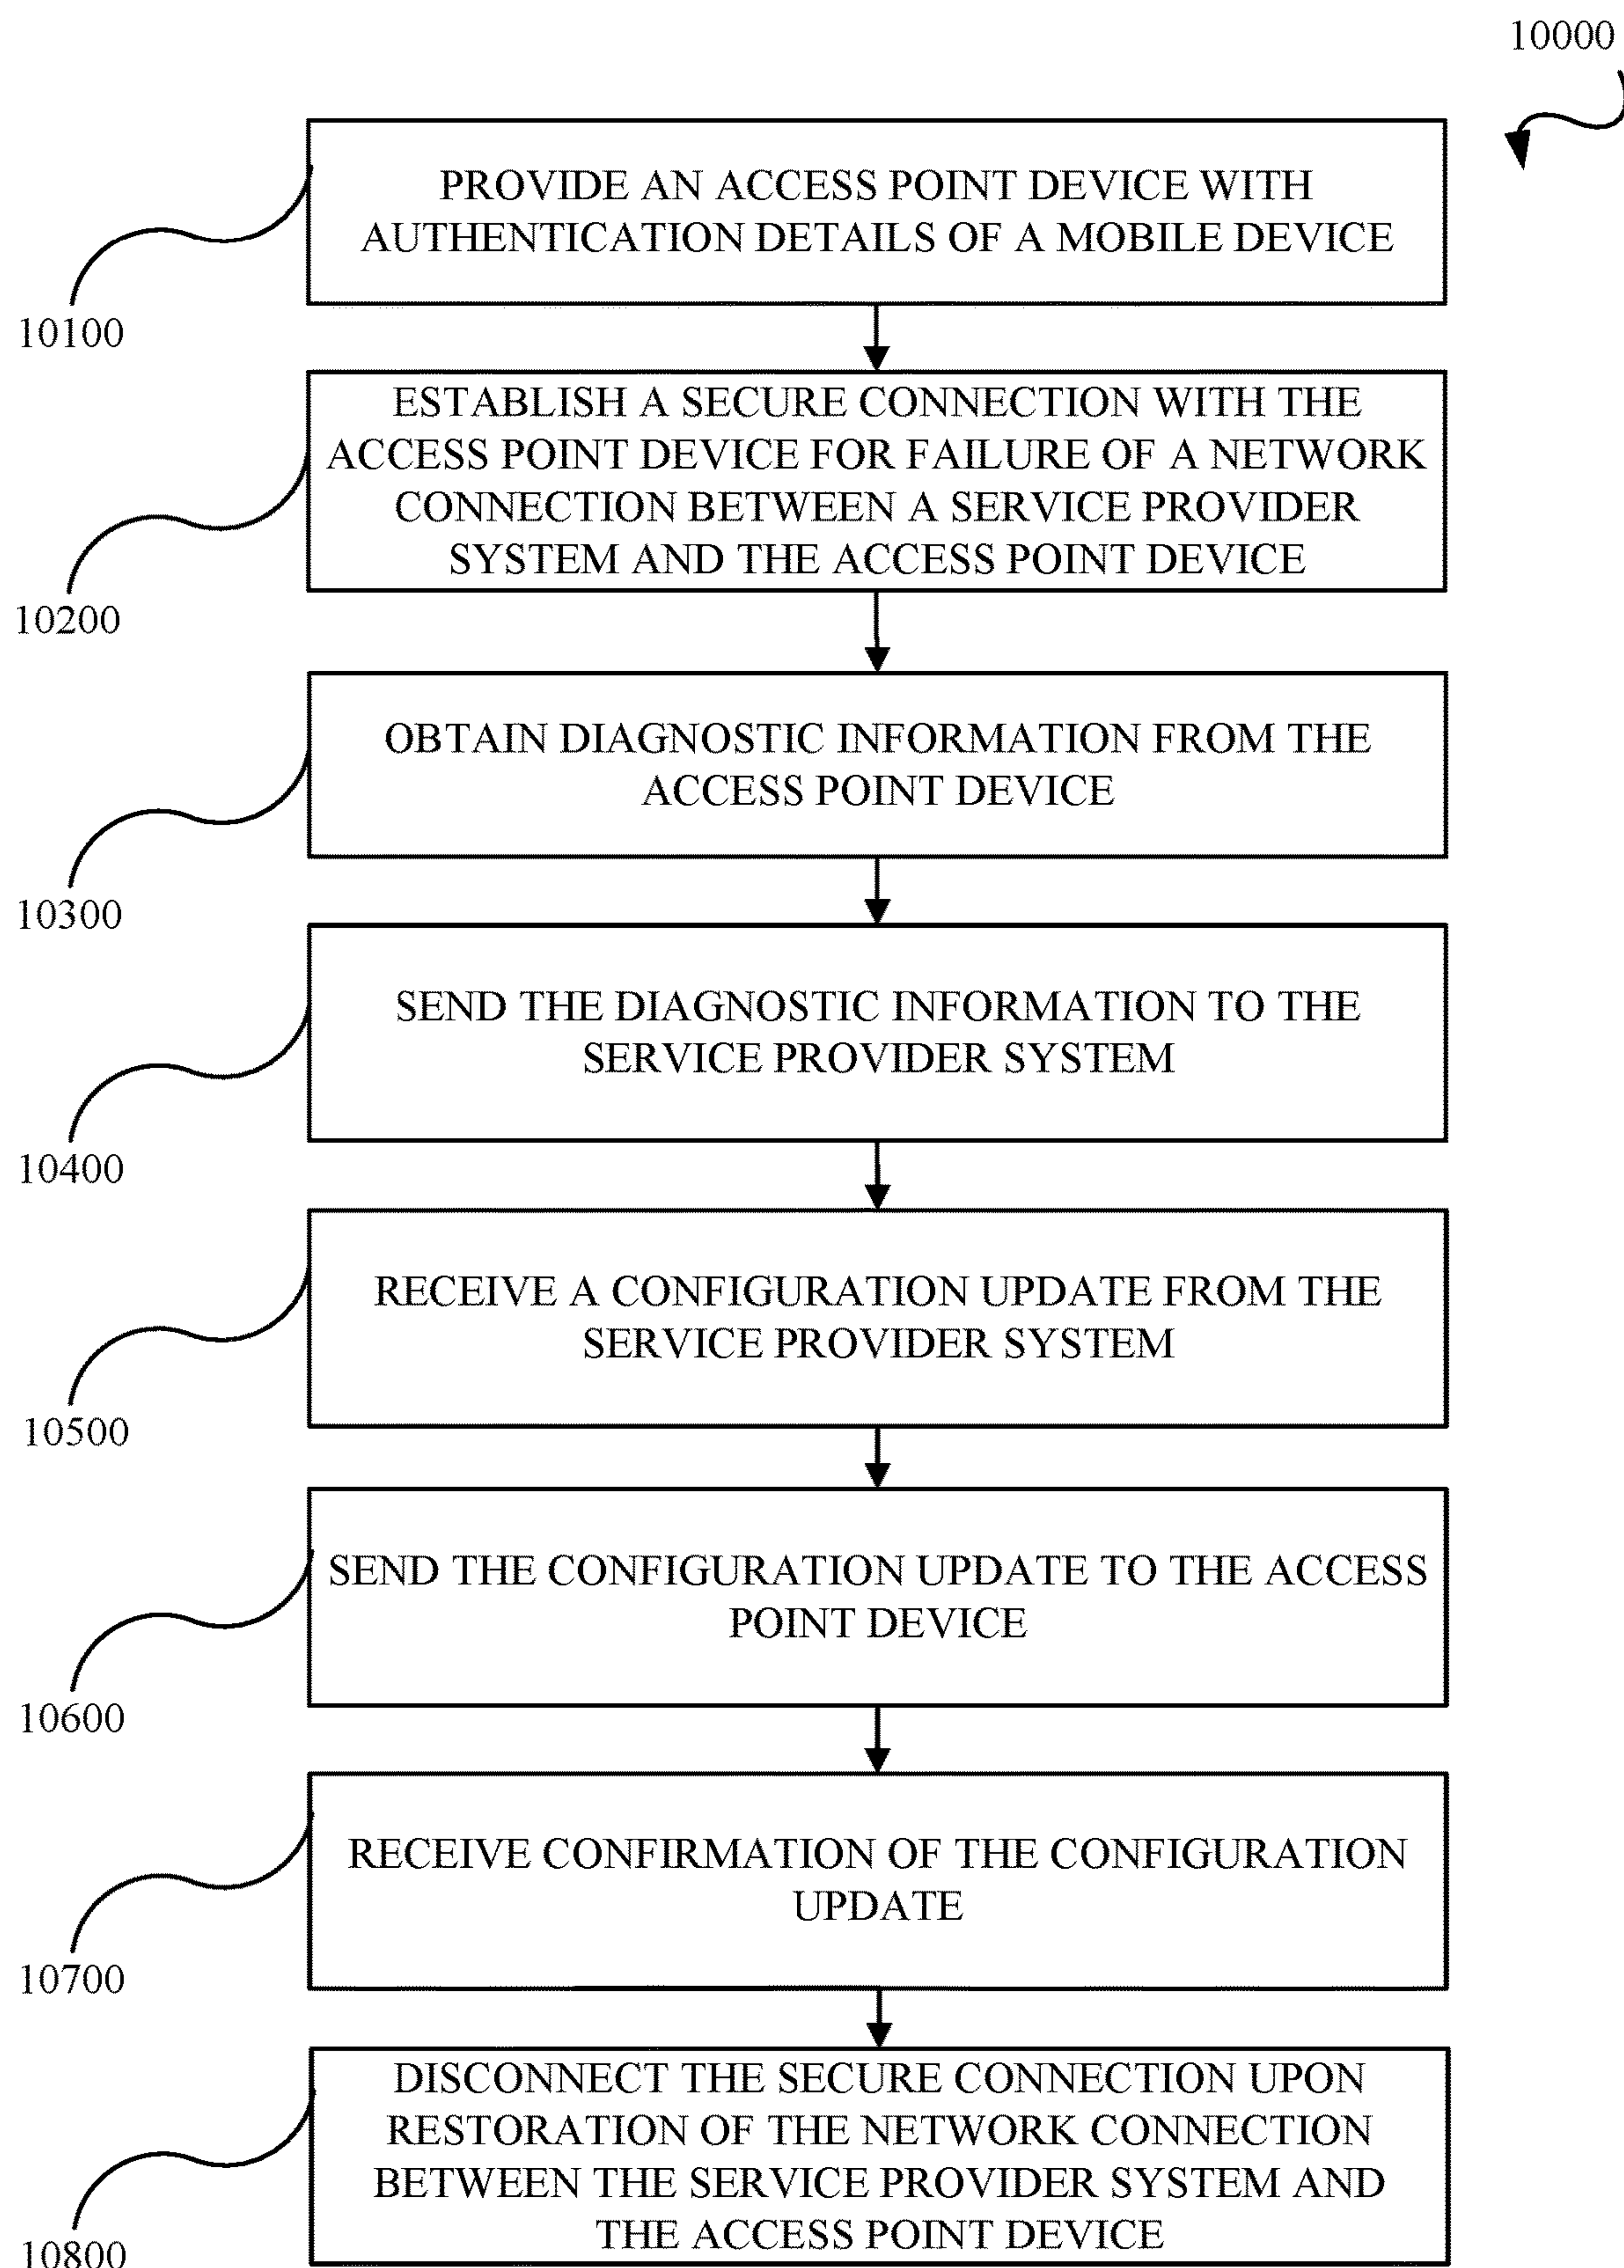 10000
PROVIDE AN ACCESS POINT DEVICE WITH
AUTHENTICATION DETAILS OF A MOBILE DEVICE
10100
ESTABLISH A SECURE CONNECTION WITH THE
ACCESS POINT DEVICE FOR FAILURE OF A NETWORK
CONNECTION BETWEEN A SERVICE PROVIDER
SYSTEM AND THE ACCESS POINT DEVICE
10200
OBTAIN DIAGNOSTIC INFORMATION FROM THE
ACCESS POINT DEVICE
10300
SEND THE DIAGNOSTIC INFORMATION TO THE
SERVICE PROVIDER SYSTEM
10400
RECEIVE A CONFIGURATION UPDATE FROM THE
SERVICE PROVIDER SYSTEM
10500
SEND THE CONFIGURATION UPDATE TO THE ACCESS
POINT DEVICE
10600
RECEIVE CONFIRMATION OF THE CONFIGURATION
UPDATE
10700
DISCONNECT THE SECURE CONNECTION UPON
RESTORATION OF THE NETWORK CONNECTION
BETWEEN THE SERVICE PROVIDER SYSTEM AND
THE ACCESS POINT DEVICE
10800